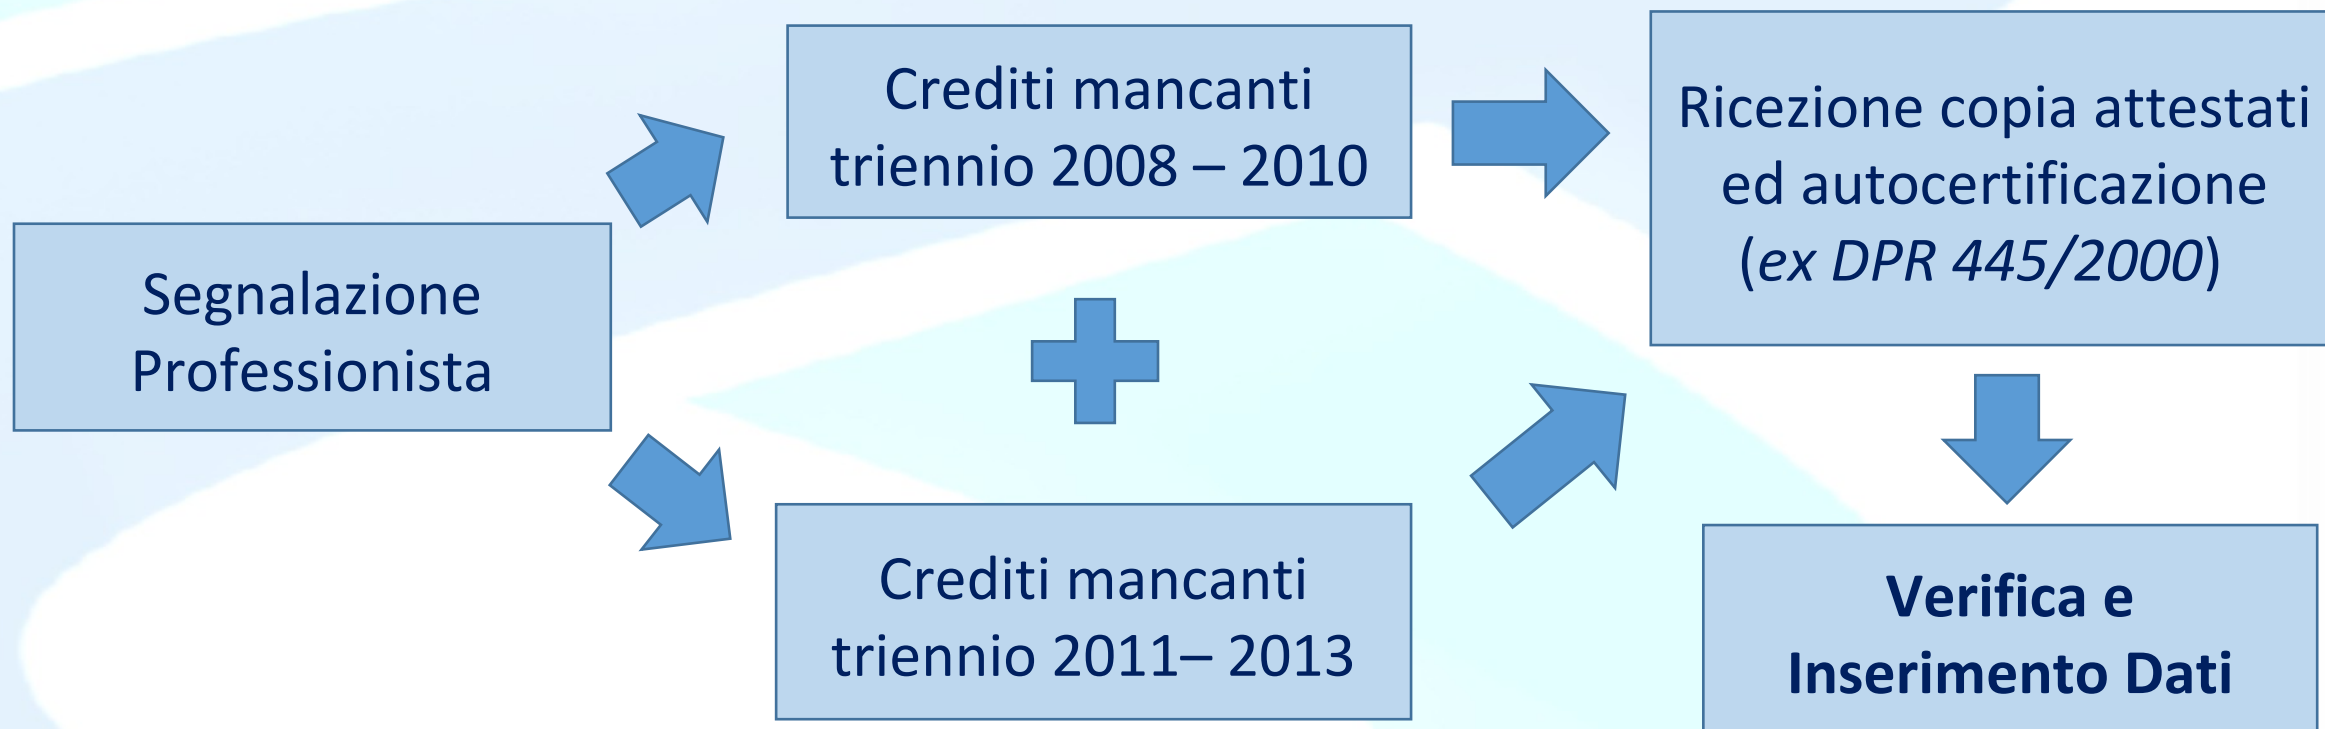 Segnalazione
Professionista
Crediti mancanti
triennio 2008 – 2010
Crediti mancanti
triennio 2011– 2013
Ricezione copia attestati
ed autocertificazione
(ex DPR 445/2000)
Verifica e
Inserimento Dati